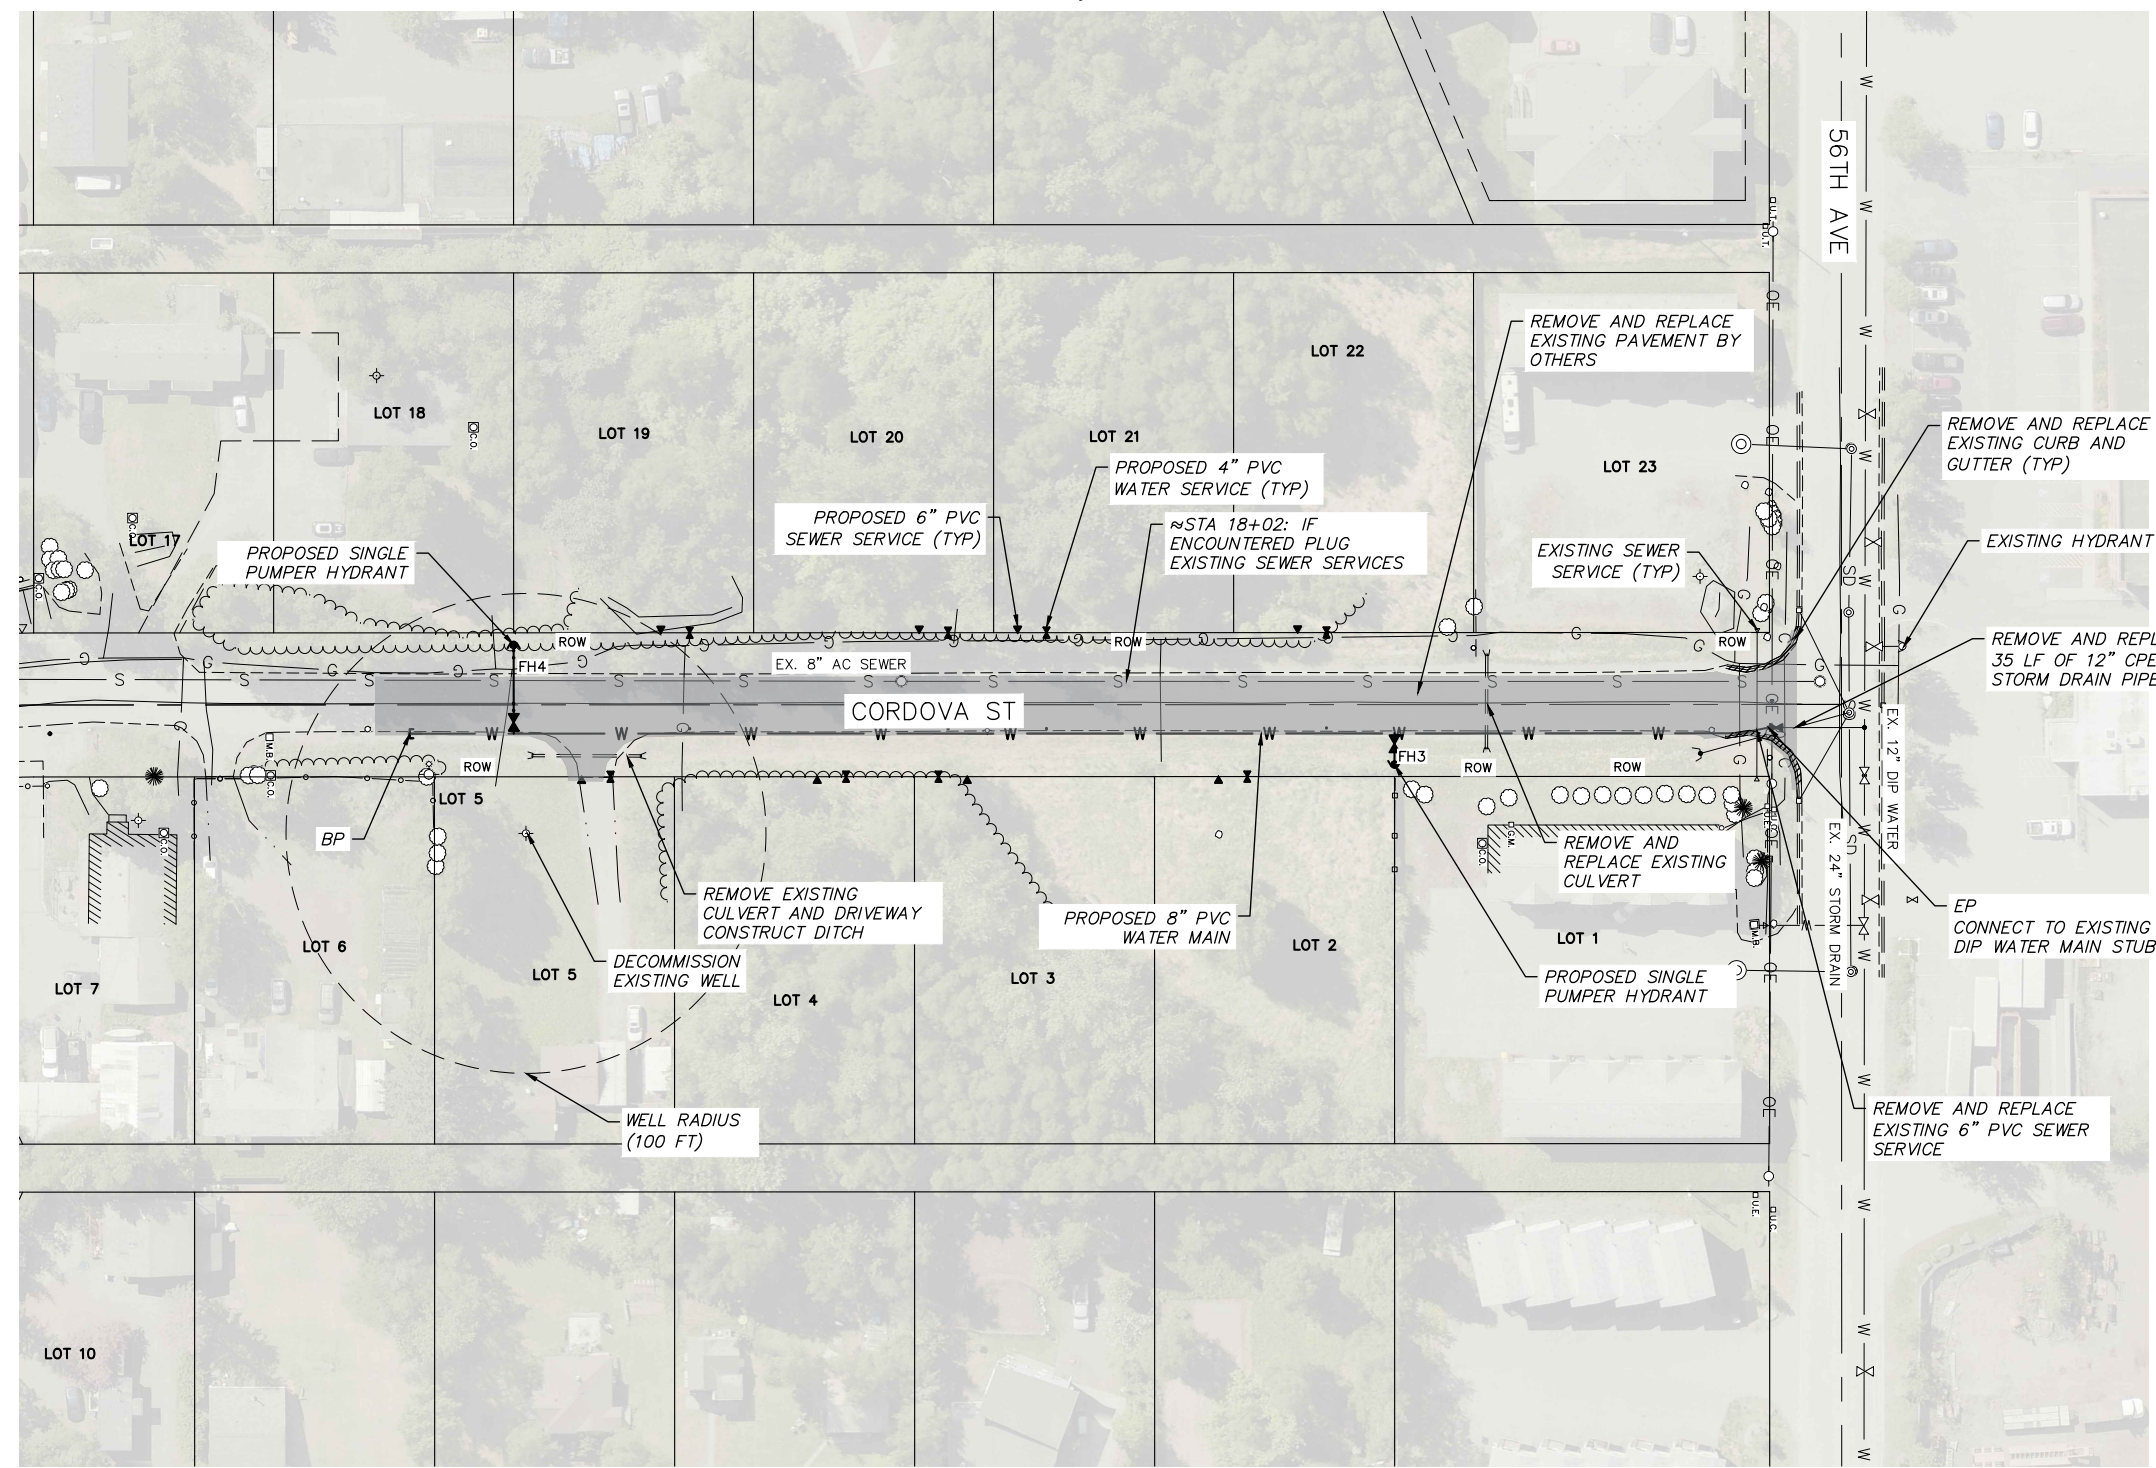 56TH AVE
REMOVE AND REPLACE
EXISTING PAVEMENT BY
OTHERS
LOT 22
LOT 18
LOT 19
LOT 20
LOT 21
LOT 23
REMOVE AND REPLACE
EXISTING CURB AND
GUTTER (TYP)
PROPOSED 4" PVC
WATER SERVICE (TYP)
PROPOSED 6" PVC
SEWER SERVICE (TYP)
≈STA 18+02: IF
ENCOUNTERED PLUG
EXISTING SEWER SERVICES
LOT 17
PROPOSED SINGLE
PUMPER HYDRANT
EXISTING SEWER
SERVICE (TYP)
EXISTING HYDRANT
ROW
ROW
ROW
FH4
EX. 8" AC SEWER
REMOVE AND REPL
35 LF OF 12" CPE
STORM DRAIN PIPE
CORDOVA ST
EX. 12" DIP WATER
FH3
ROW
ROW
ROW
LOT 5
BP
REMOVE AND
REPLACE EXISTING
CULVERT
EX. 24" STORM DRAIN
REMOVE EXISTING
CULVERT AND DRIVEWAY
CONSTRUCT DITCH
PROPOSED 8" PVC
WATER MAIN
EP
CONNECT TO EXISTING
DIP WATER MAIN STUB
LOT 6
LOT 2
LOT 1
DECOMMISSION
EXISTING WELL
LOT 7
LOT 5
LOT 4
LOT 3
PROPOSED SINGLE
PUMPER HYDRANT
WELL RADIUS
(100 FT)
REMOVE AND REPLACE
EXISTING 6" PVC SEWER
SERVICE
LOT 10
U.T.
U.T.
C.O.
C.O.
C.O.
M.B.
C.O.
C.O.
C.O.
G.M.
M.B.
U.E.
U.C.